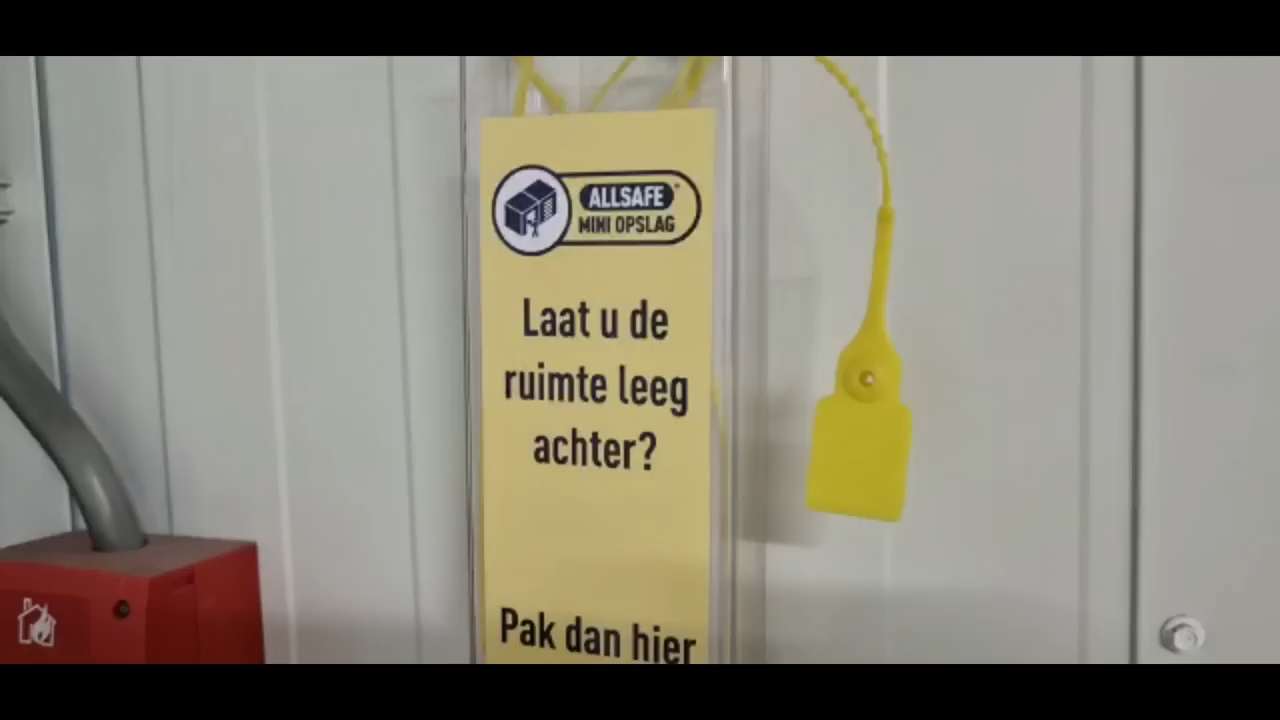 ALLSAFE
MINI OPSLAG
Laat u de
ruimte leeg
achter?
Pak dan hier